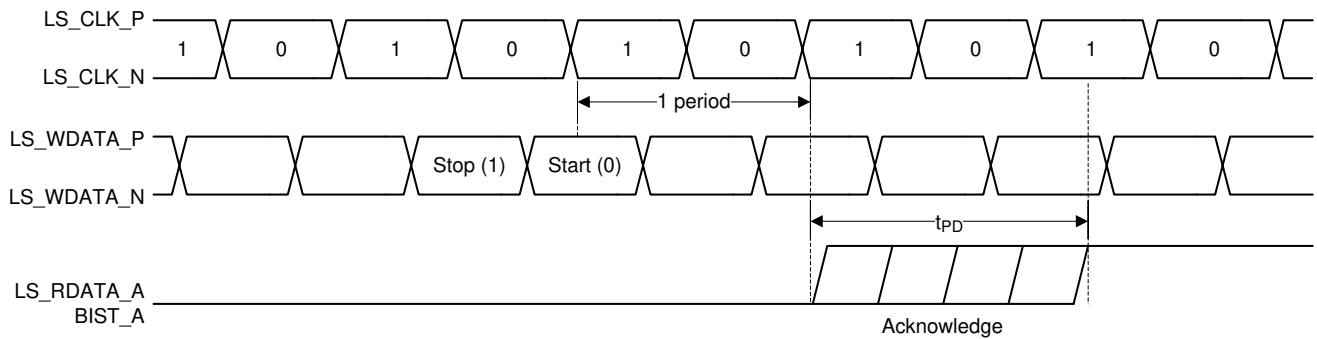 LS_CLK_P
1 0 1 0 1 0 1 0 1 0
LS_CLK_N
1 period
LS_WDATA_P
Stop (1) Start (0)
LS_WDATA_N
tPD
LS_RDATA_A
BIST_A
Acknowledge